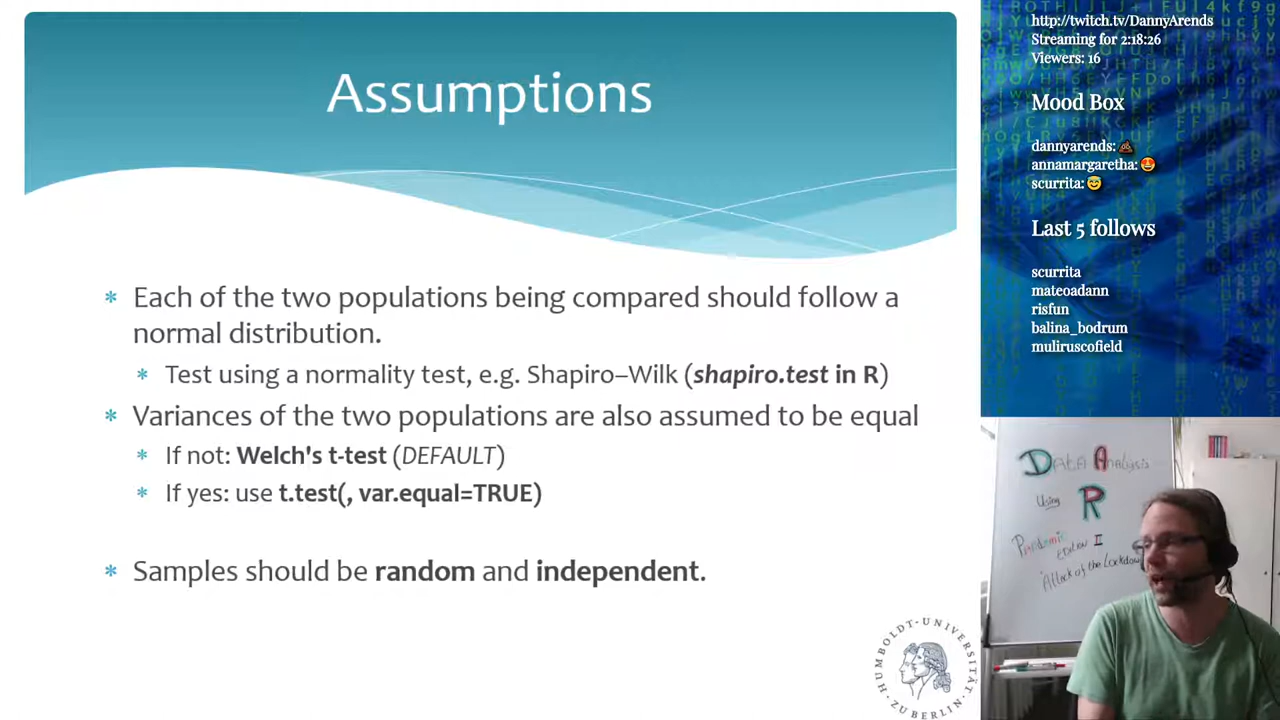 Assumptions
* Each of the two populations being compared should follow a
normal distribution.
* Test using a normality test, e.g. Shapiro–Wilk (shapiro.test in R)
* Variances of the two populations are also assumed to be equal
* If not: Welch's t-test (DEFAULT)
* If yes: use t.test(, var.equal=TRUE)
* Samples should be random and independent.
HUMBOLDT-UNIVERSITÄT
ZU BERLIN
http://twitch.tv/DannyArends
Streaming for 2:18:26
Viewers: 16
Mood Box
dannyarends: 💩
annamargaretha: 😍
scurrita: 😇
Last 5 follows
scurrita
mateoadann
risfun
balina_bodrum
muliruscofield
Data Analysis
Using R
Pandemic
Edition II
"Attack of the Lockdown